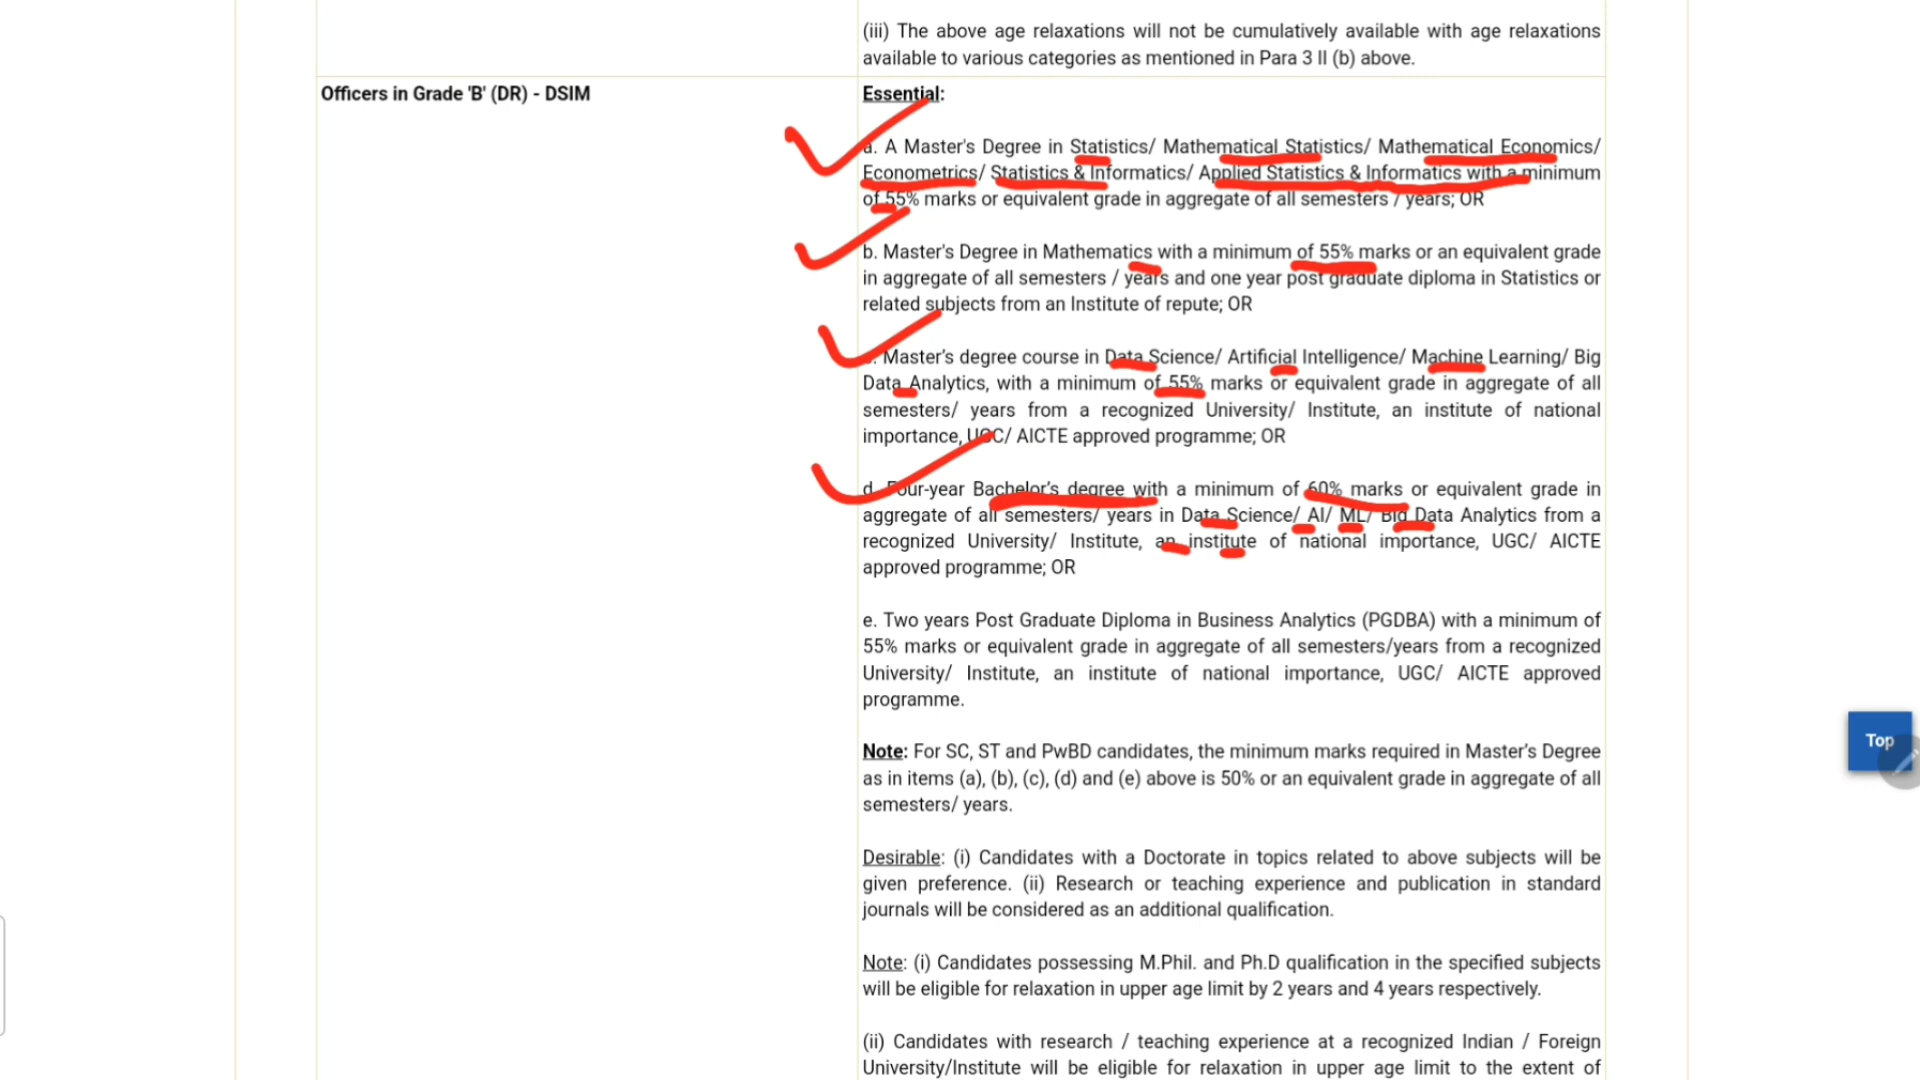 (iii) The above age relaxations will not be cumulatively available with age relaxations
available to various categories as mentioned in Para 3 II (b) above.
Officers in Grade 'B' (DR) - DSIM
Essential:
a. A Master's Degree in Statistics/ Mathematical Statistics/ Mathematical Economics/
Econometrics/ Statistics & Informatics/ Applied Statistics & Informatics with a minimum
of 55% marks or equivalent grade in aggregate of all semesters / years; OR
b. Master's Degree in Mathematics with a minimum of 55% marks or an equivalent grade
in aggregate of all semesters / years and one year post graduate diploma in Statistics or
related subjects from an Institute of repute; OR
Master’s degree course in Data Science/ Artificial Intelligence/ Machine Learning/ Big
Data Analytics, with a minimum of 55% marks or equivalent grade in aggregate of all
semesters/ years from a recognized University/ Institute, an institute of national
importance, UGC/ AICTE approved programme; OR
d. Four-year Bachelor’s degree with a minimum of 60% marks or equivalent grade in
aggregate of all semesters/ years in Data Science/ AI/ ML/ Big Data Analytics from a
recognized University/ Institute, an institute of national importance, UGC/ AICTE
approved programme; OR
e. Two years Post Graduate Diploma in Business Analytics (PGDBA) with a minimum of
55% marks or equivalent grade in aggregate of all semesters/years from a recognized
University/ Institute, an institute of national importance, UGC/ AICTE approved
programme.
Note: For SC, ST and PwBD candidates, the minimum marks required in Master’s Degree
as in items (a), (b), (c), (d) and (e) above is 50% or an equivalent grade in aggregate of all
semesters/ years.
Desirable: (i) Candidates with a Doctorate in topics related to above subjects will be
given preference. (ii) Research or teaching experience and publication in standard
journals will be considered as an additional qualification.
Note: (i) Candidates possessing M.Phil. and Ph.D qualification in the specified subjects
will be eligible for relaxation in upper age limit by 2 years and 4 years respectively.
(ii) Candidates with research / teaching experience at a recognized Indian / Foreign
University/Institute will be eligible for relaxation in upper age limit to the extent of
Top